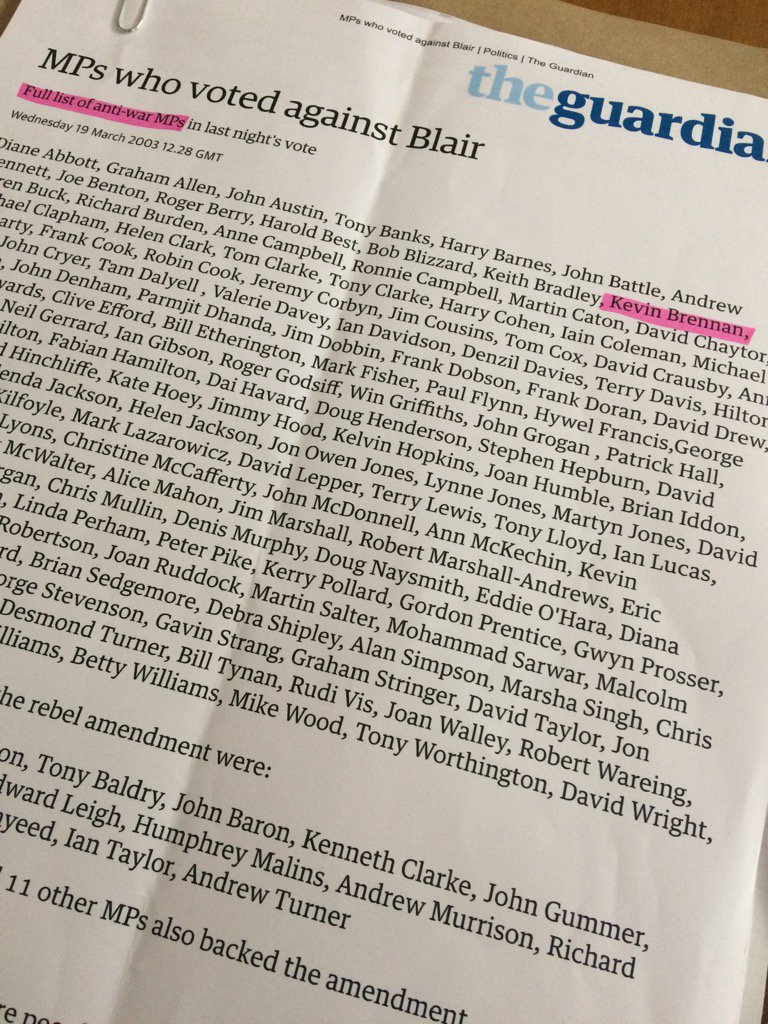 MPs who voted against Blair | Politics | The Guardian
theguardia
MPs who voted against Blair
Full list of anti-war MPs in last night's vote
Wednesday 19 March 2003 12.28 GMT
Diane Abbott, Graham Allen, John Austin, Tony Banks, Harry Barnes, John Battle, Andrew
ennett, Joe Benton, Roger Berry, Harold Best, Bob Blizzard, Keith Bradley, Kevin Brennan,
ren Buck, Richard Burden, Anne Campbell, Ronnie Campbell, Martin Caton, David Chaytor,
hael Clapham, Helen Clark, Tom Clarke, Tony Clarke, Harry Cohen, Iain Coleman, Michael
arty, Frank Cook, Robin Cook, Jeremy Corbyn, Jim Cousins, Tom Cox, David Crausby, Ann
John Cryer, Tam Dalyell , Valerie Davey, Ian Davidson, Denzil Davies, Terry Davis, Hilton
, John Denham, Parmjit Dhanda, Jim Dobbin, Frank Dobson, Frank Doran, David Drew,
wards, Clive Efford, Bill Etherington, Mark Fisher, Paul Flynn, Hywel Francis,George
Neil Gerrard, Ian Gibson, Roger Godsiff, Win Griffiths, John Grogan , Patrick Hall,
ilton, Fabian Hamilton, Dai Havard, Doug Henderson, Stephen Hepburn, David
d Hinchliffe, Kate Hoey, Jimmy Hood, Kelvin Hopkins, Joan Humble, Brian Iddon,
enda Jackson, Helen Jackson, Jon Owen Jones, Lynne Jones, Martyn Jones, David
Kilfoyle, Mark Lazarowicz, David Lepper, Terry Lewis, Tony Lloyd, Ian Lucas,
Lyons, Christine McCafferty, John McDonnell, Ann McKechin, Kevin
McWalter, Alice Mahon, Jim Marshall, Robert Marshall-Andrews, Eric
rgan, Chris Mullin, Denis Murphy, Doug Naysmith, Eddie O'Hara, Diana
, Linda Perham, Peter Pike, Kerry Pollard, Gordon Prentice, Gwyn Prosser,
Robertson, Joan Ruddock, Martin Salter, Mohammad Sarwar, Malcolm
rd, Brian Sedgemore, Debra Shipley, Alan Simpson, Marsha Singh, Chris
orge Stevenson, Gavin Strang, Graham Stringer, David Taylor, Jon
Desmond Turner, Bill Tynan, Rudi Vis, Joan Walley, Robert Wareing,
lliams, Betty Williams, Mike Wood, Tony Worthington, David Wright,
he rebel amendment were:
on, Tony Baldry, John Baron, Kenneth Clarke, John Gummer,
dward Leigh, Humphrey Malins, Andrew Murrison, Richard
ayeed, Ian Taylor, Andrew Turner
11 other MPs also backed the amendment